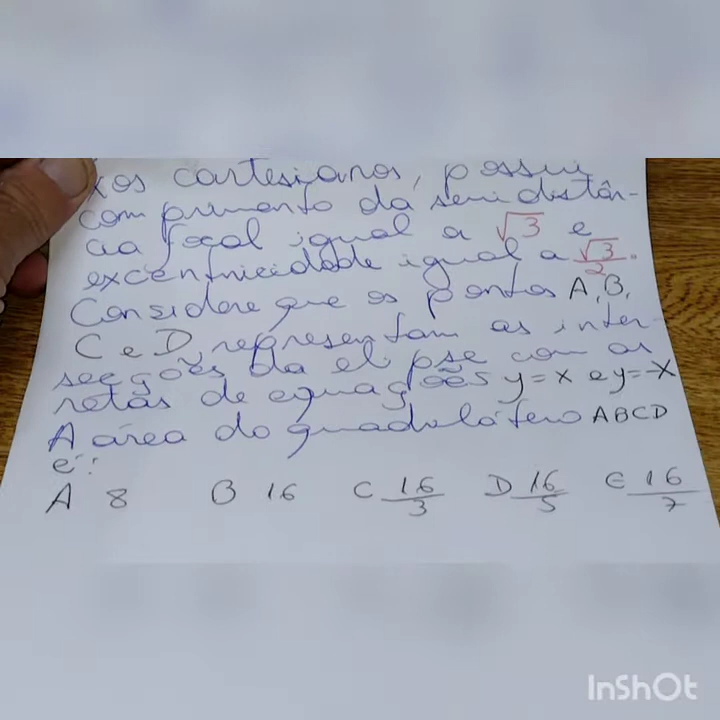 xos cartesianos, possui
comprimento da semi distân-
cia focal igual a √3 e
excentricidade igual a √3/2.
Considere que os pontos A, B,
C e D, representam as inter-
secções da elipse com as
retas de equações y=x e y=-x
A área do quadrilátero ABCD
é:
A 8 B 16 C 16/3 D 16/5 E 16/7
InShOt